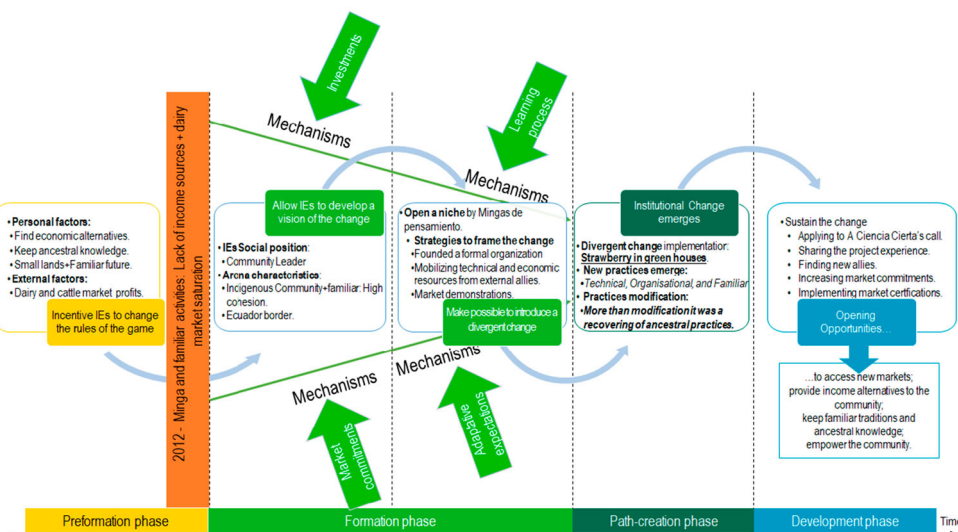 Investments
Learning
process
Mechanisms
Mechanisms
2012 - Minga and familiar activities: Lack of income sources + dairy
market saturation
• Personal factors:
• Find economic alternatives.
• Keep ancestral knowledge.
• Small lands+Familiar future.
• External factors:
• Dairy and cattle market profits.
Incentive IEs to change
the rules of the game
Allow IEs to develop a
vision of the change
• IEs Social position:
• Community Leader
• Arena characteristics:
• Indigenous Community+familiar: High
cohesion.
• Ecuador border.
• Open a niche by Mingas de
pensamiento.
• Strategies to frame the change
• Founded a formal organization
• Mobilizing technical and economic
resources from external allies.
• Market demonstrations.
Make possible to introduce a
divergent change
Institutional Change
emerges
• Divergent change implementation:
Strawberry in green houses.
• New practices emerge:
• Technical, Organisational, and Familiar
• Practices modification:
• More than modification it was a
recovering of ancestral practices.
• Sustain the change
• Applying to A Ciencia Cierta's call.
• Sharing the project experience.
• Finding new allies.
• Increasing market commitments.
• Implementing market certfications.
Opening
Opportunities…
…to access new markets;
provide income alternatives to the
community;
keep familiar traditions and
ancestral knowledge;
empower the community.
Mechanisms
Mechanisms
Market
commitments
Adaptative
expectations
Preformation phase
Formation phase
Path-creation phase
Development phase
Time